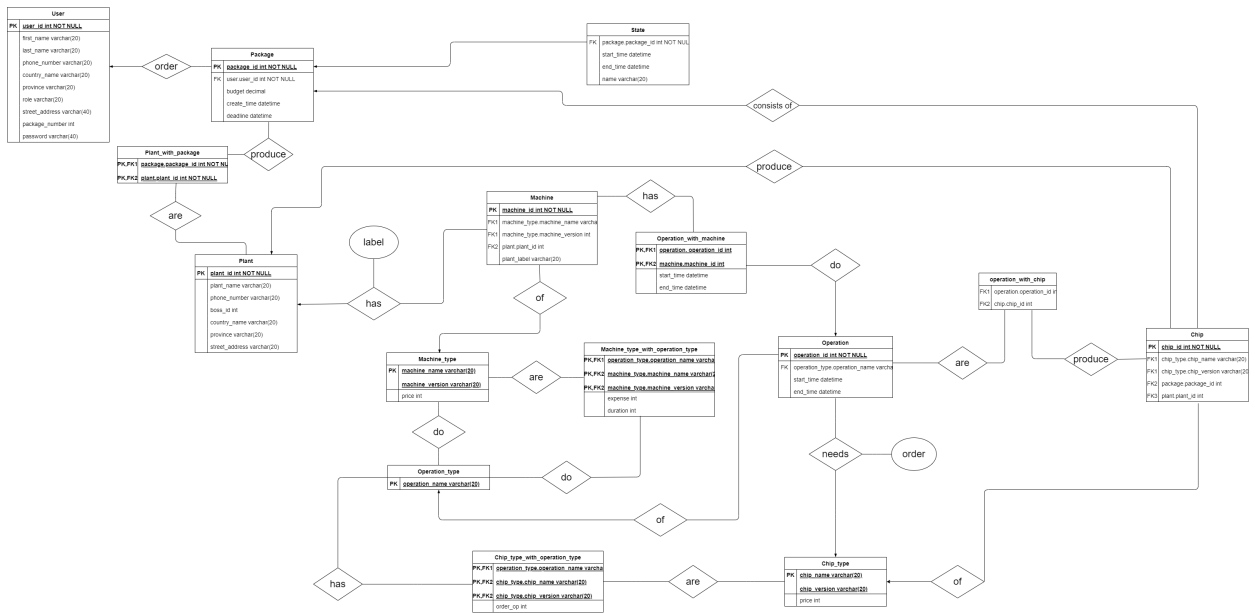 User
PK user_id int NOT NULL
first_name varchar(20)
last_name varchar(20)
phone_number varchar(20)
country_name varchar(20)
province varchar(20)
role varchar(20)
street_address varchar(40)
package_number int
password varchar(40)
order
Package
PK package_id int NOT NULL
FK user.user_id int NOT NULL
budget decimal
create_time datetime
deadline datetime
State
FK package.package_id int NOT NUL
start_time datetime
end_time datetime
name varchar(20)
consists of
produce
Plant_with_package
PK,FK1 package.package_id int NOT NU
PK,FK2 plant.plant_id int NOT NULL
are
produce
Machine
PK machine_id int NOT NULL
FK1 machine_type.machine_name varcha
FK1 machine_type.machine_version int
FK2 plant.plant_id int
plant_label varchar(20)
has
Operation_with_machine
PK,FK1 operation. operation_id int
PK,FK2 machine.machine_id int
start_time datetime
end_time datetime
label
has
Plant
PK plant_id int NOT NULL
plant_name varchar(20)
phone_number varchar(20)
boss_id int
country_name varchar(20)
province varchar(20)
street_address varchar(20)
of
do
operation_with_chip
FK1 operation.operation_id in
FK2 chip.chip_id int
Machine_type
PK machine_name varchar(20)
machine_version varchar(20)
price int
are
Machine_type_with_operation_type
PK,FK1 operation_type.operation_name varcha
PK,FK2 machine_type.machine_name varchar(2
PK,FK2 machine_type.machine_version varcha
expense int
duration int
Operation
PK operation_id int NOT NULL
FK operation_type.operation_name varcha
start_time datetime
end_time datetime
are
produce
Chip
PK chip_id int NOT NULL
FK1 chip_type.chip_name varchar(20)
FK1 chip_type.chip_version varchar(20
FK2 package.package_id int
FK3 plant.plant_id int
do
needs
order
Operation_type
PK operation_name varchar(20)
do
of
has
Chip_type_with_operation_type
PK,FK1 operation_type.operation_name varcha
PK,FK2 chip_type.chip_name varchar(20)
PK,FK2 chip_type.chip_version varchar(20)
order_op int
are
Chip_type
PK chip_name varchar(20)
chip_version varchar(20)
price int
of